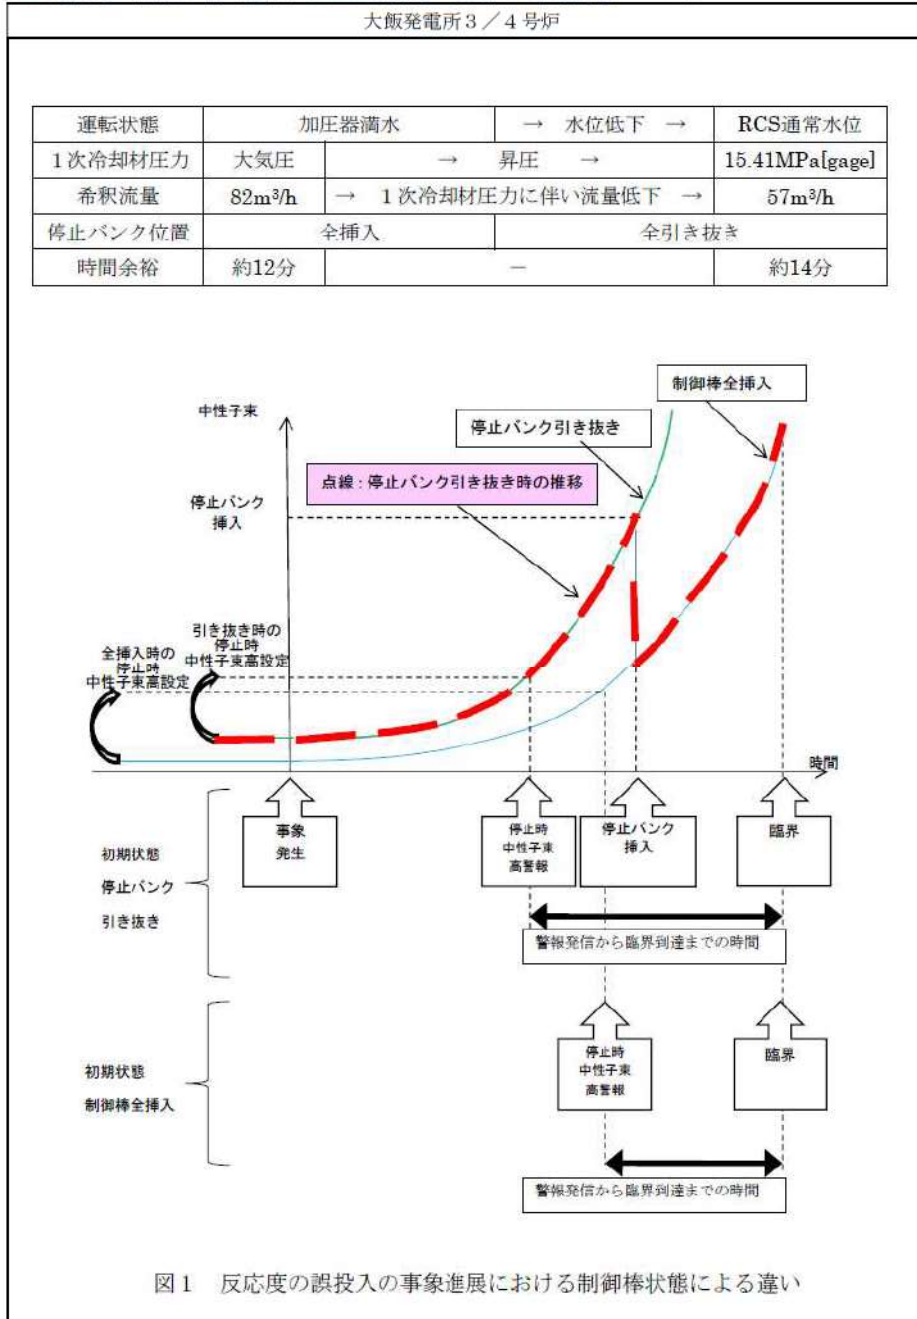 大飯発電所3/4号炉
運転状態 加圧器満水 → 水位低下 → RCS通常水位
1次冷却材圧力 大気圧 → 昇圧 → 15.41MPa[gage]
希釈流量 82m³/h → 1次冷却材圧力に伴い流量低下 → 57m³/h
停止バンク位置 全挿入 全引き抜き
時間余裕 約12分 － 約14分
制御棒全挿入
中性子束
停止バンク引き抜き
点線：停止バンク引き抜き時の推移
停止バンク
挿入
引き抜き時の
停止時
中性子束高設定
全挿入時の
停止時
中性子束高設定
時間
初期状態
停止バンク
引き抜き
事象
発生
停止時
中性子束
高警報
停止バンク
挿入
臨界
警報発信から臨界到達までの時間
初期状態
制御棒全挿入
停止時
中性子束
高警報
臨界
警報発信から臨界到達までの時間
図1 反応度の誤投入の事象進展における制御棒状態による違い